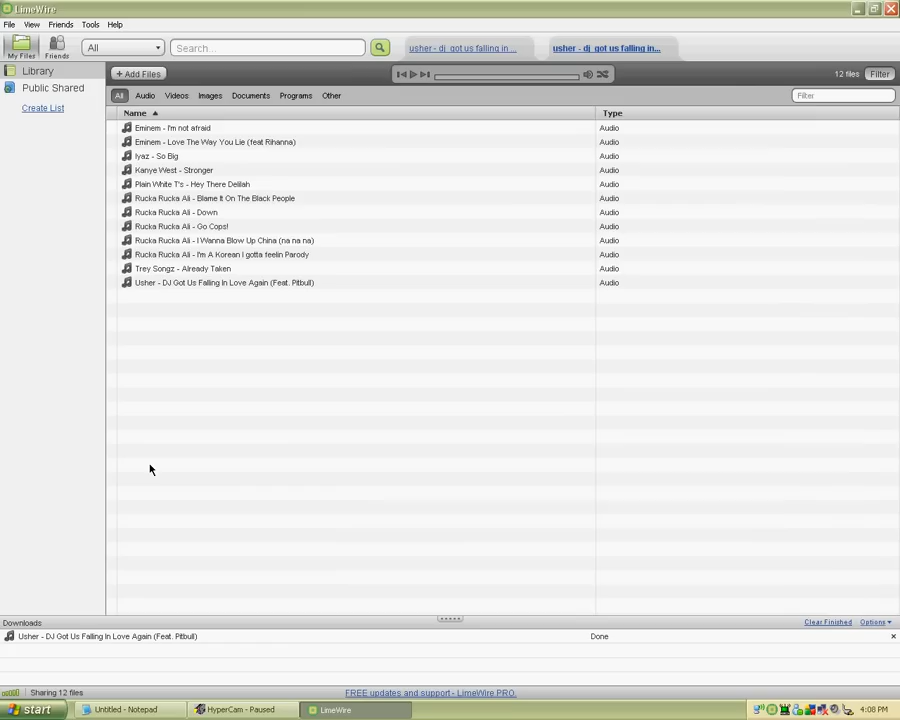 LimeWire
File View Friends Tools Help
My Files Friends All Search... usher - dj got us falling in ... usher - dj got us falling in...
Library + Add Files 12 files Filter
Public Shared All Audio Videos Images Documents Programs Other Filter
Create List
Name Type
Eminem - I'm not afraid Audio
Eminem - Love The Way You Lie (feat Rihanna) Audio
Iyaz - So Big Audio
Kanye West - Stronger Audio
Plain White T's - Hey There Delilah Audio
Rucka Rucka Ali - Blame It On The Black People Audio
Rucka Rucka Ali - Down Audio
Rucka Rucka Ali - Go Cops! Audio
Rucka Rucka Ali - I Wanna Blow Up China (na na na) Audio
Rucka Rucka Ali - I'm A Korean I gotta feelin Parody Audio
Trey Songz - Already Taken Audio
Usher - DJ Got Us Falling In Love Again (Feat. Pitbull) Audio
Downloads Clear Finished Options
Usher - DJ Got Us Falling In Love Again (Feat. Pitbull) Done
Sharing 12 files FREE updates and support - LimeWire PRO.
start Untitled - Notepad HyperCam - Paused LimeWire 4:08 PM